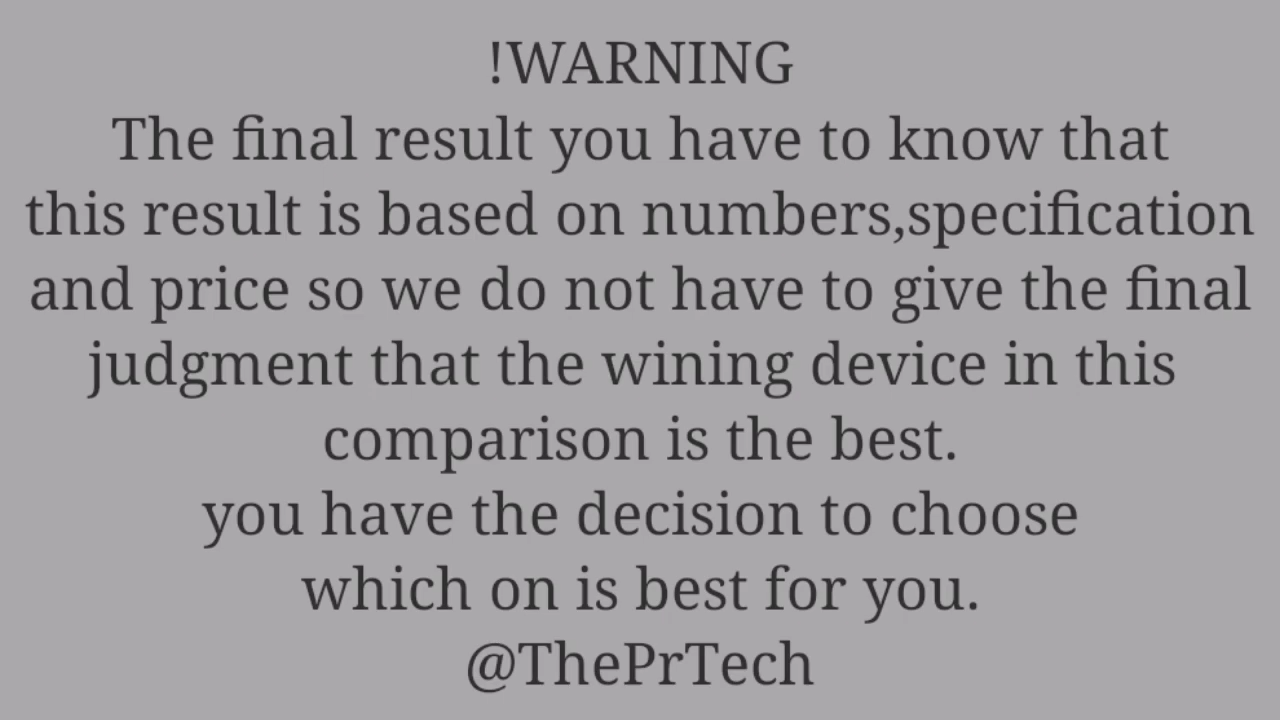 !WARNING
The final result you have to know that
this result is based on numbers,specification
and price so we do not have to give the final
judgment that the wining device in this
comparison is the best.
you have the decision to choose
which on is best for you.
@ThePrTech